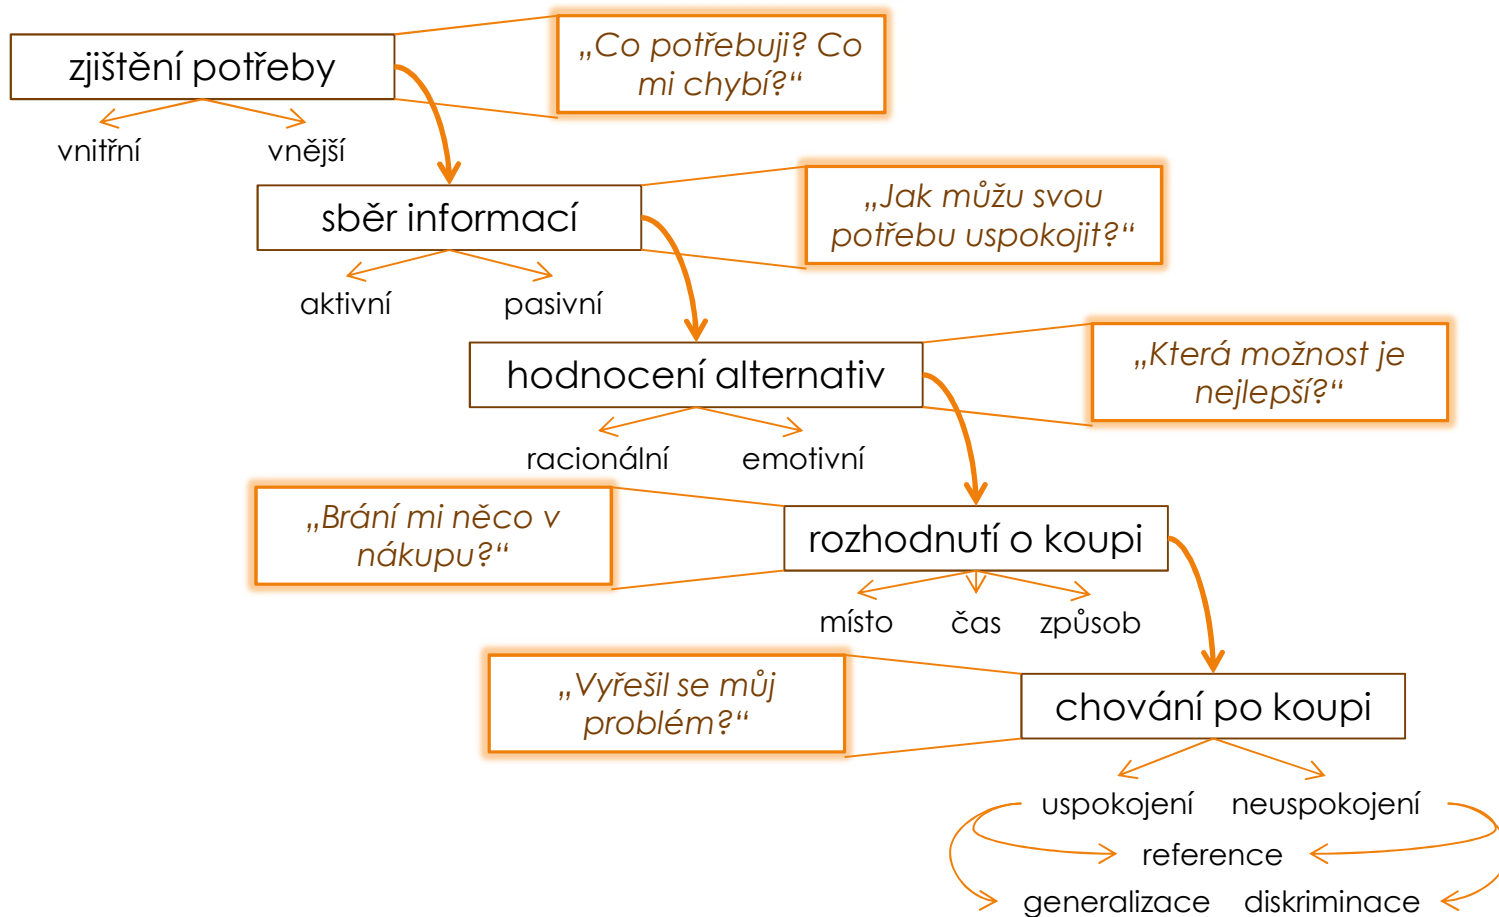 zjištění potřeby
„Co potřebuji? Co
mi chybí?“
vnitřní
vnější
sběr informací
„Jak můžu svou
potřebu uspokojit?“
aktivní
pasivní
hodnocení alternativ
„Která možnost je
nejlepší?“
racionální
emotivní
„Brání mi něco v
nákupu?“
rozhodnutí o koupi
místo
čas
způsob
„Vyřešil se můj
problém?“
chování po koupi
uspokojení
neuspokojení
reference
generalizace
diskriminace